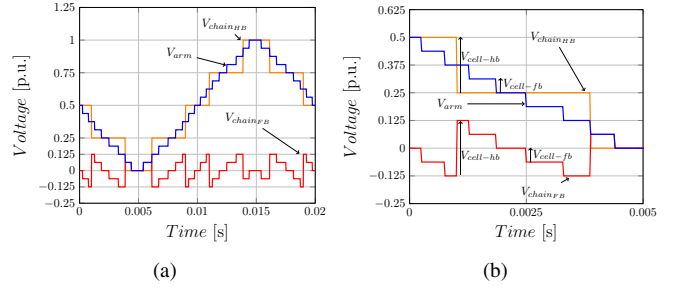 1.25
1
0.75
0.5
0.25
0.125
0
−0.125
0.25
Voltage [p.u.]
V_chain_HB
V_arm
V_chain_FB
0
0.005
0.01
0.015
0.02
Time [s]
(a)
0.625
0.5
0.375
0.25
0.125
0
−0.125
0.25
Voltage [p.u.]
V_chain_HB
V_cell−hb
V_cell−fb
V_arm
V_cell−hb
V_cell−fb
V_chain_FB
0
0.0025
0.005
Time [s]
(b)